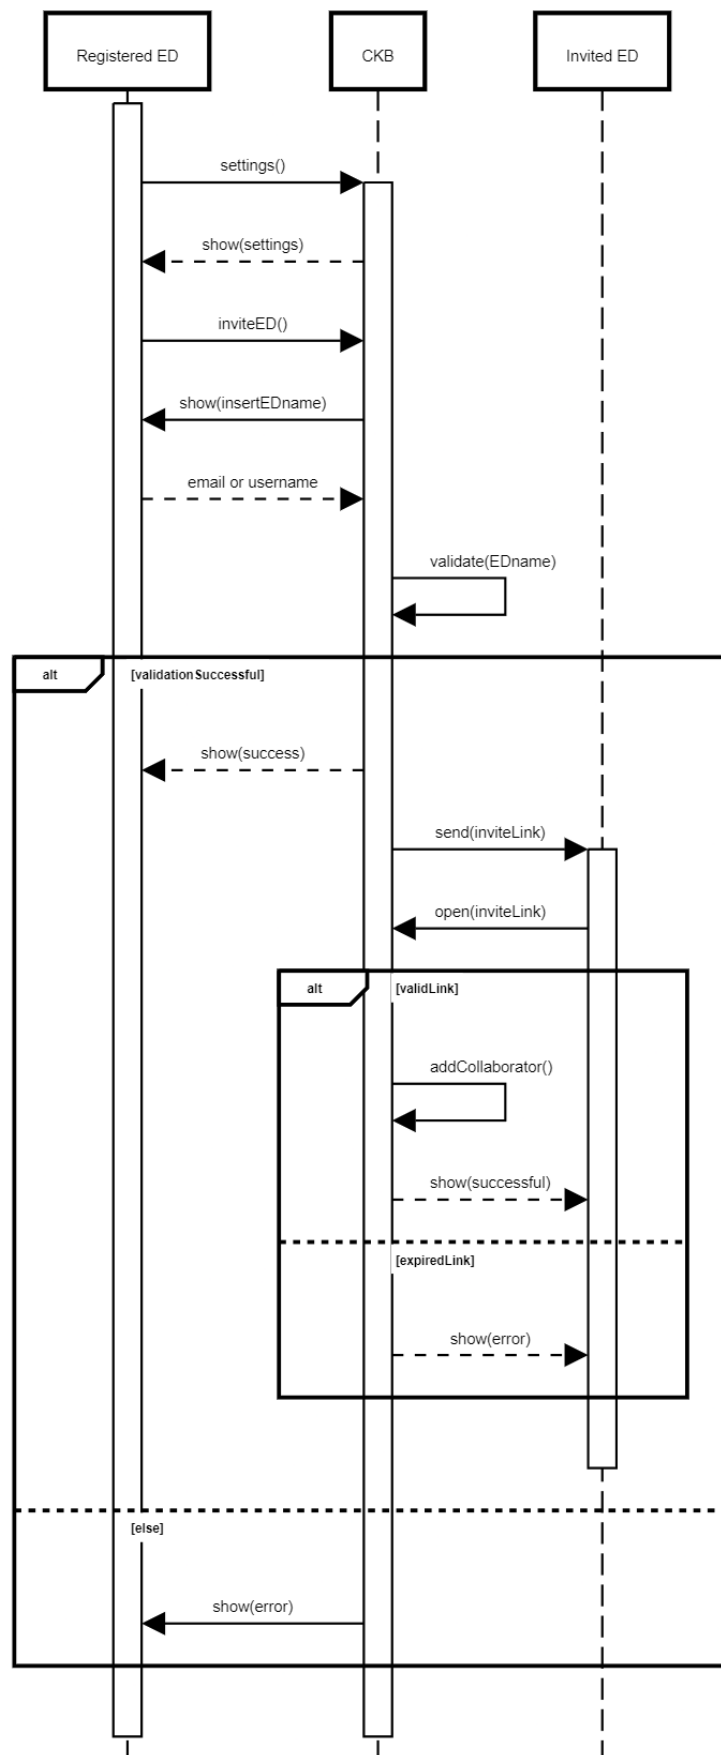 Registered ED
CKB
Invited ED
settings()
show(settings)
inviteED()
show(insertEDname)
email or username
validate(EDname)
alt
[validationSuccessful]
show(success)
send(inviteLink)
open(inviteLink)
alt
[validLink]
addCollaborator()
show(successful)
[expiredLink]
show(error)
[else]
show(error)